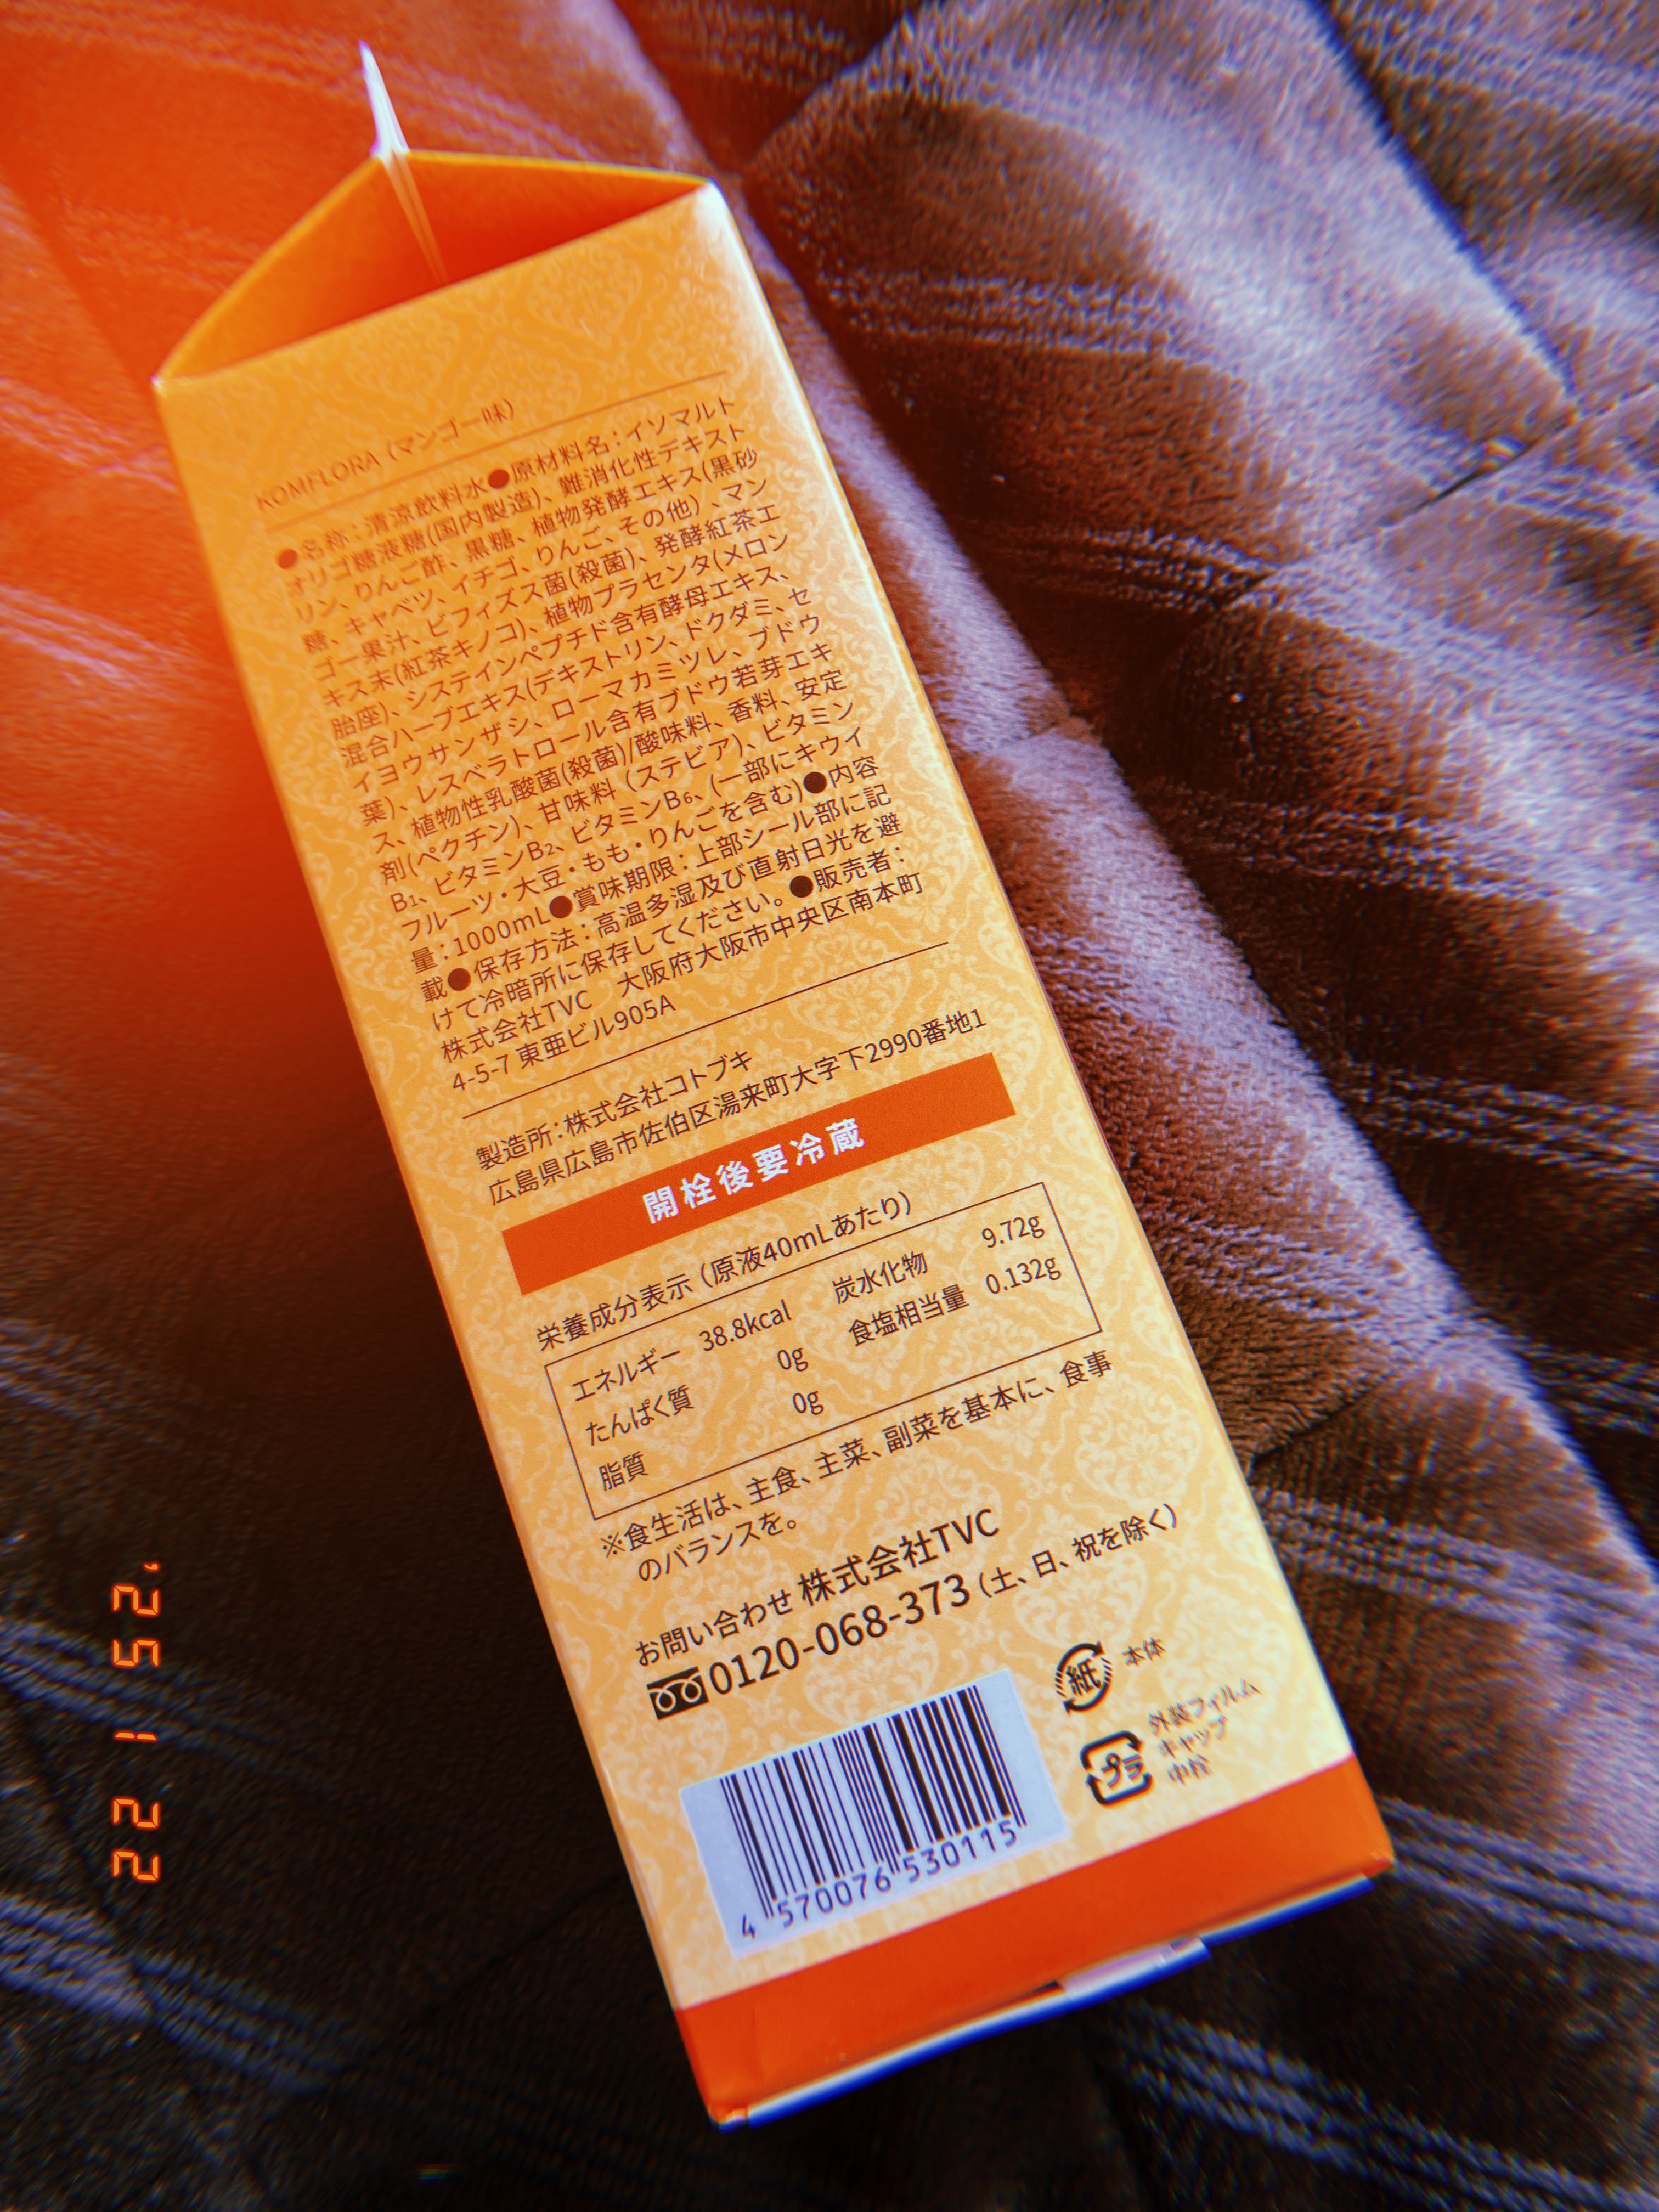 KOMFLORA (マンゴー味)
●名称:清涼飲料水●原材料名:イソマルト
オリゴ糖液糖(国内製造)、難消化性デキスト
リン、りんご酢、黒糖、植物発酵エキス(黒砂
糖、キャベツ、イチゴ、りんご、その他)、マン
ゴー果汁、ビフィズス菌(殺菌)、発酵紅茶エ
キス末(紅茶キノコ)、植物プラセンタ(メロン
胎座)、システインペプチド含有酵母エキス、
混合ハーブエキス(デキストリン、ドクダミ、セ
イヨウサンザシ、ローマカミツレ、ブドウ
葉)、レスベラトロール含有ブドウ若芽エキ
ス、植物性乳酸菌(殺菌)/酸味料、香料、安定
剤(ペクチン)、甘味料(ステビア)、ビタミン
B₁、ビタミンB₂、ビタミンB₆、(一部にキウイ
フルーツ・大豆・もも・りんごを含む)●内容
量:1000mL●賞味期限:上部シール部に記
載●保存方法:高温多湿及び直射日光を避
けて冷暗所に保存してください。●販売者:
株式会社TVC 大阪府大阪市中央区南本町
4-5-7 東亜ビル905A
製造所:株式会社コトブキ
広島県広島市佐伯区湯来町大字下2990番地1
開栓後要冷蔵
栄養成分表示(原液40mLあたり)
エネルギー 38.8kcal 炭水化物 9.72g
たんぱく質 0g 食塩相当量 0.132g
脂質 0g
※食生活は、主食、主菜、副菜を基本に、食事
のバランスを。
お問い合わせ 株式会社TVC
0120-068-373(土、日、祝を除く)
紙 本体
プラ 外装フィルム
キャップ
中栓
4 570076 530115
22 1 25'